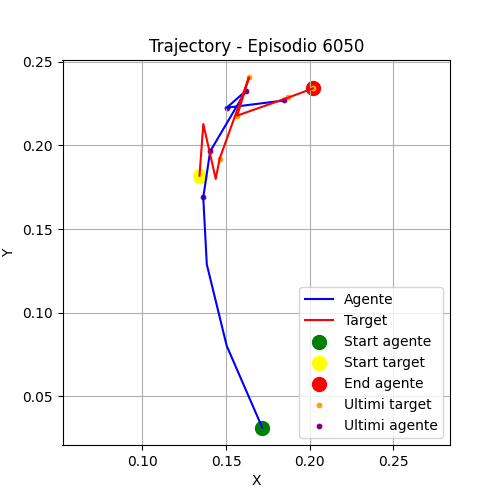 Trajectory - Episodio 6050
0.25
0.20
0.15
0.10
0.05
Y
Agente
Target
Start agente
Start target
End agente
Ultimi target
Ultimi agente
0.10 0.15 0.20 0.25
X